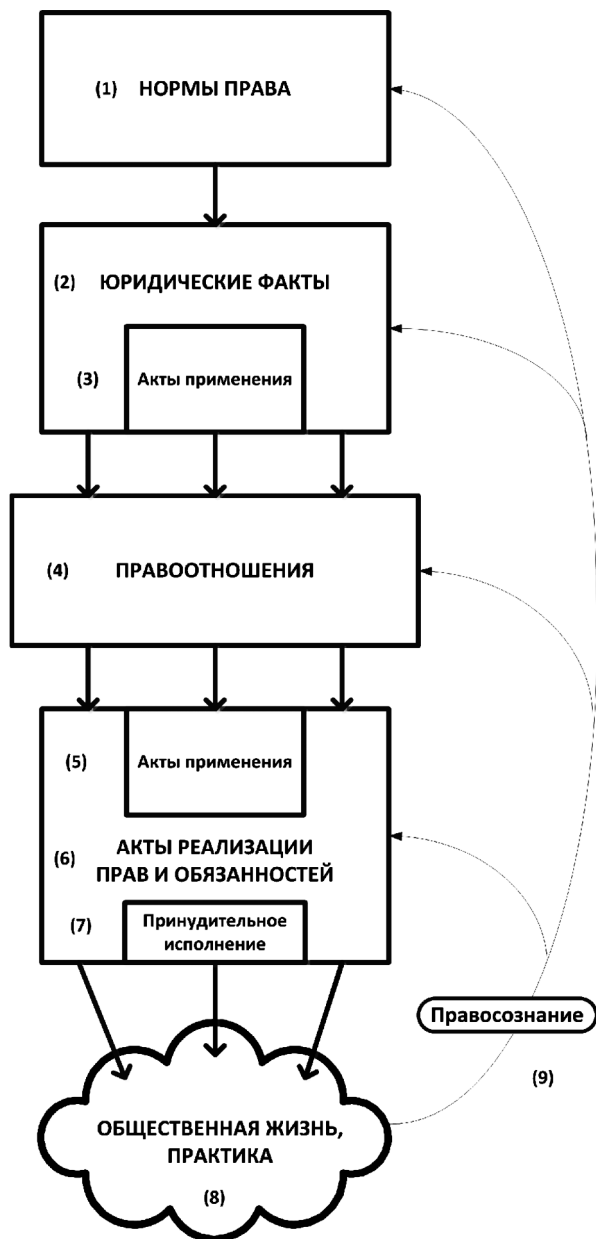 (1) НОРМЫ ПРАВА
(2) ЮРИДИЧЕСКИЕ ФАКТЫ
(3) Акты применения
(4) ПРАВООТНОШЕНИЯ
(5) Акты применения
(6) АКТЫ РЕАЛИЗАЦИИ
ПРАВ И ОБЯЗАННОСТЕЙ
(7) Принудительное
исполнение
Правосознание
(9)
ОБЩЕСТВЕННАЯ ЖИЗНЬ,
ПРАКТИКА
(8)